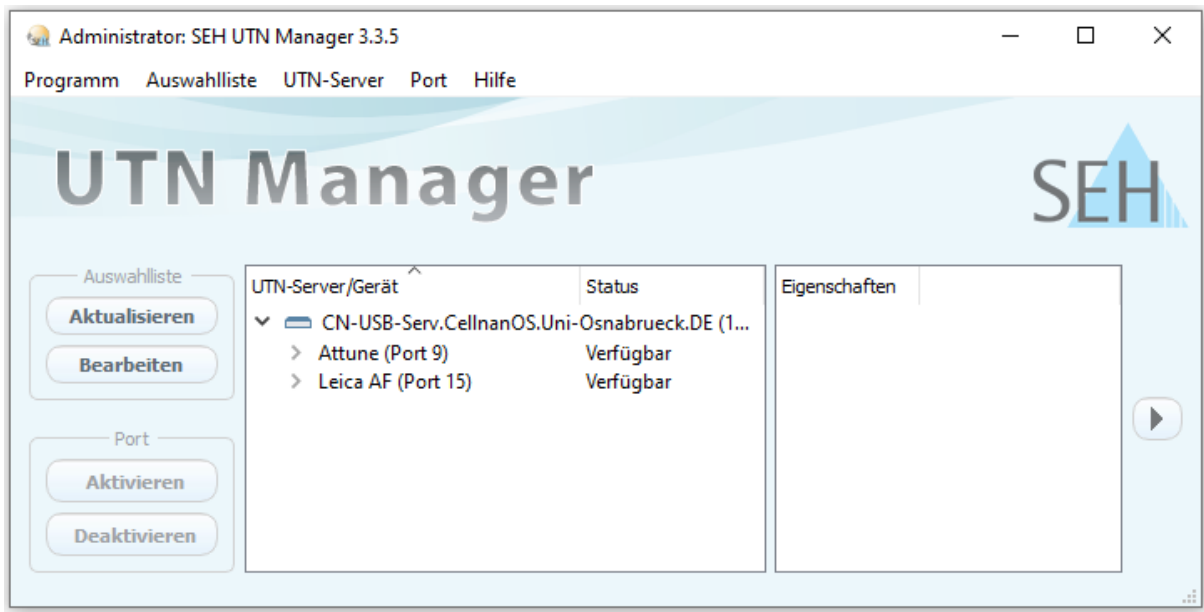 Administrator: SEH UTN Manager 3.3.5
Programm Auswahlliste UTN-Server Port Hilfe
UTN Manager
SEH
Auswahlliste
Aktualisieren
Bearbeiten
Port
Aktivieren
Deaktivieren
UTN-Server/Gerät Status
CN-USB-Serv.CellnanOS.Uni-Osnabrueck.DE (1...
Attune (Port 9) Verfügbar
Leica AF (Port 15) Verfügbar
Eigenschaften